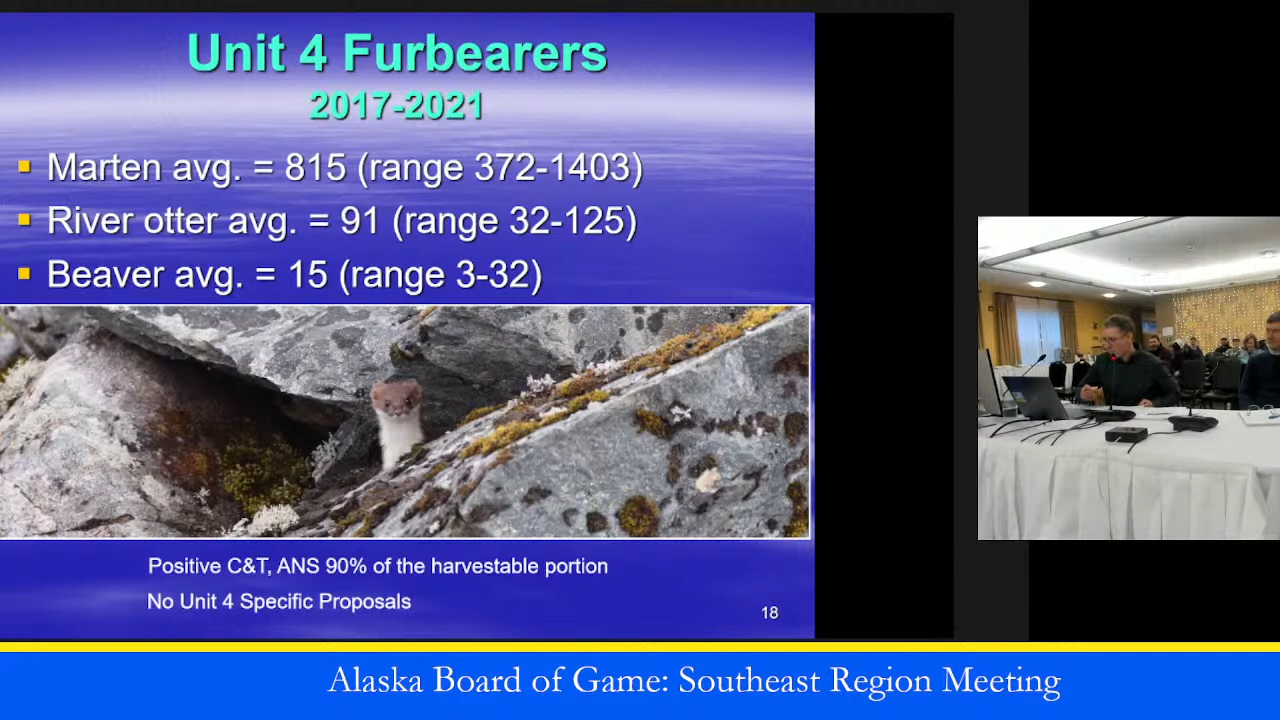 Unit 4 Furbearers
2017-2021
Marten avg. = 815 (range 372-1403)
River otter avg. = 91 (range 32-125)
Beaver avg. = 15 (range 3-32)
Positive C&T, ANS 90% of the harvestable portion
No Unit 4 Specific Proposals
18
Alaska Board of Game: Southeast Region Meeting